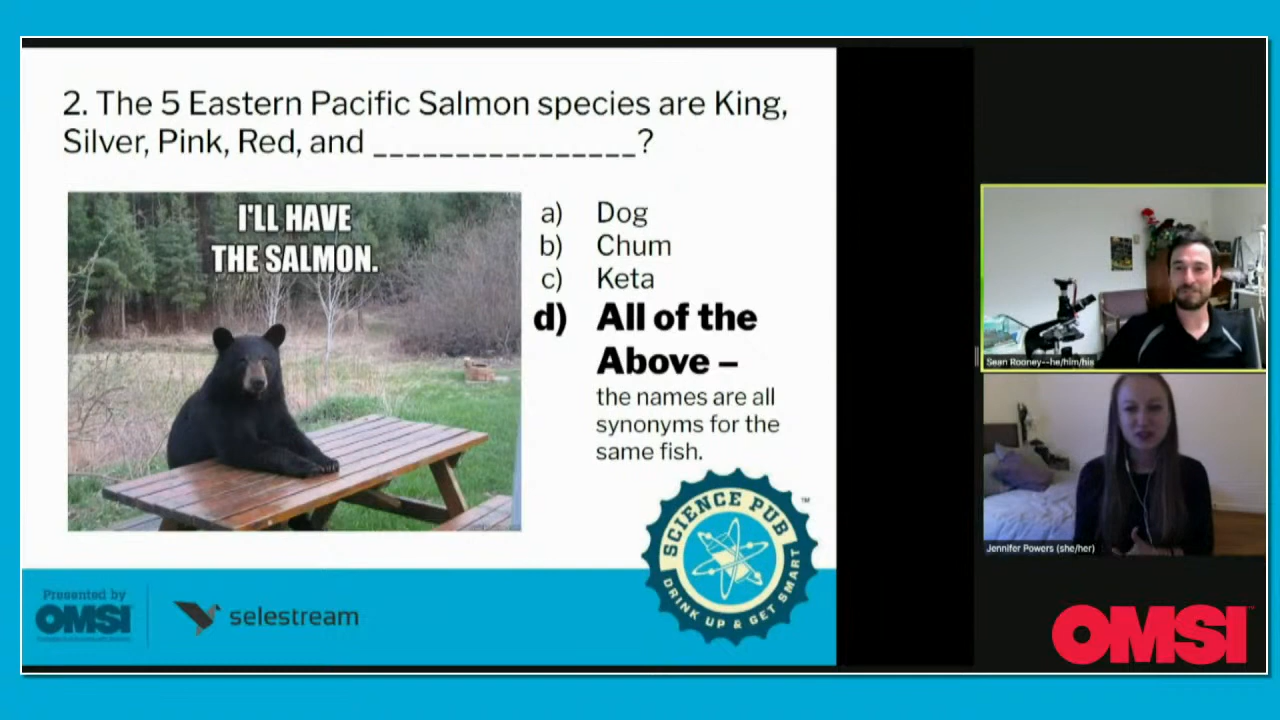 2. The 5 Eastern Pacific Salmon species are King,
Silver, Pink, Red, and ________________?
I'LL HAVE
THE SALMON.
a) Dog
b) Chum
c) Keta
d) All of the
Above –
the names are all
synonyms for the
same fish.
SCIENCE PUB
DRINK UP & GET SMART
TM
Presented by
OMSI
selestream
Sean Rooney--he/him/his
Jennifer Powers (she/her)
OMSI